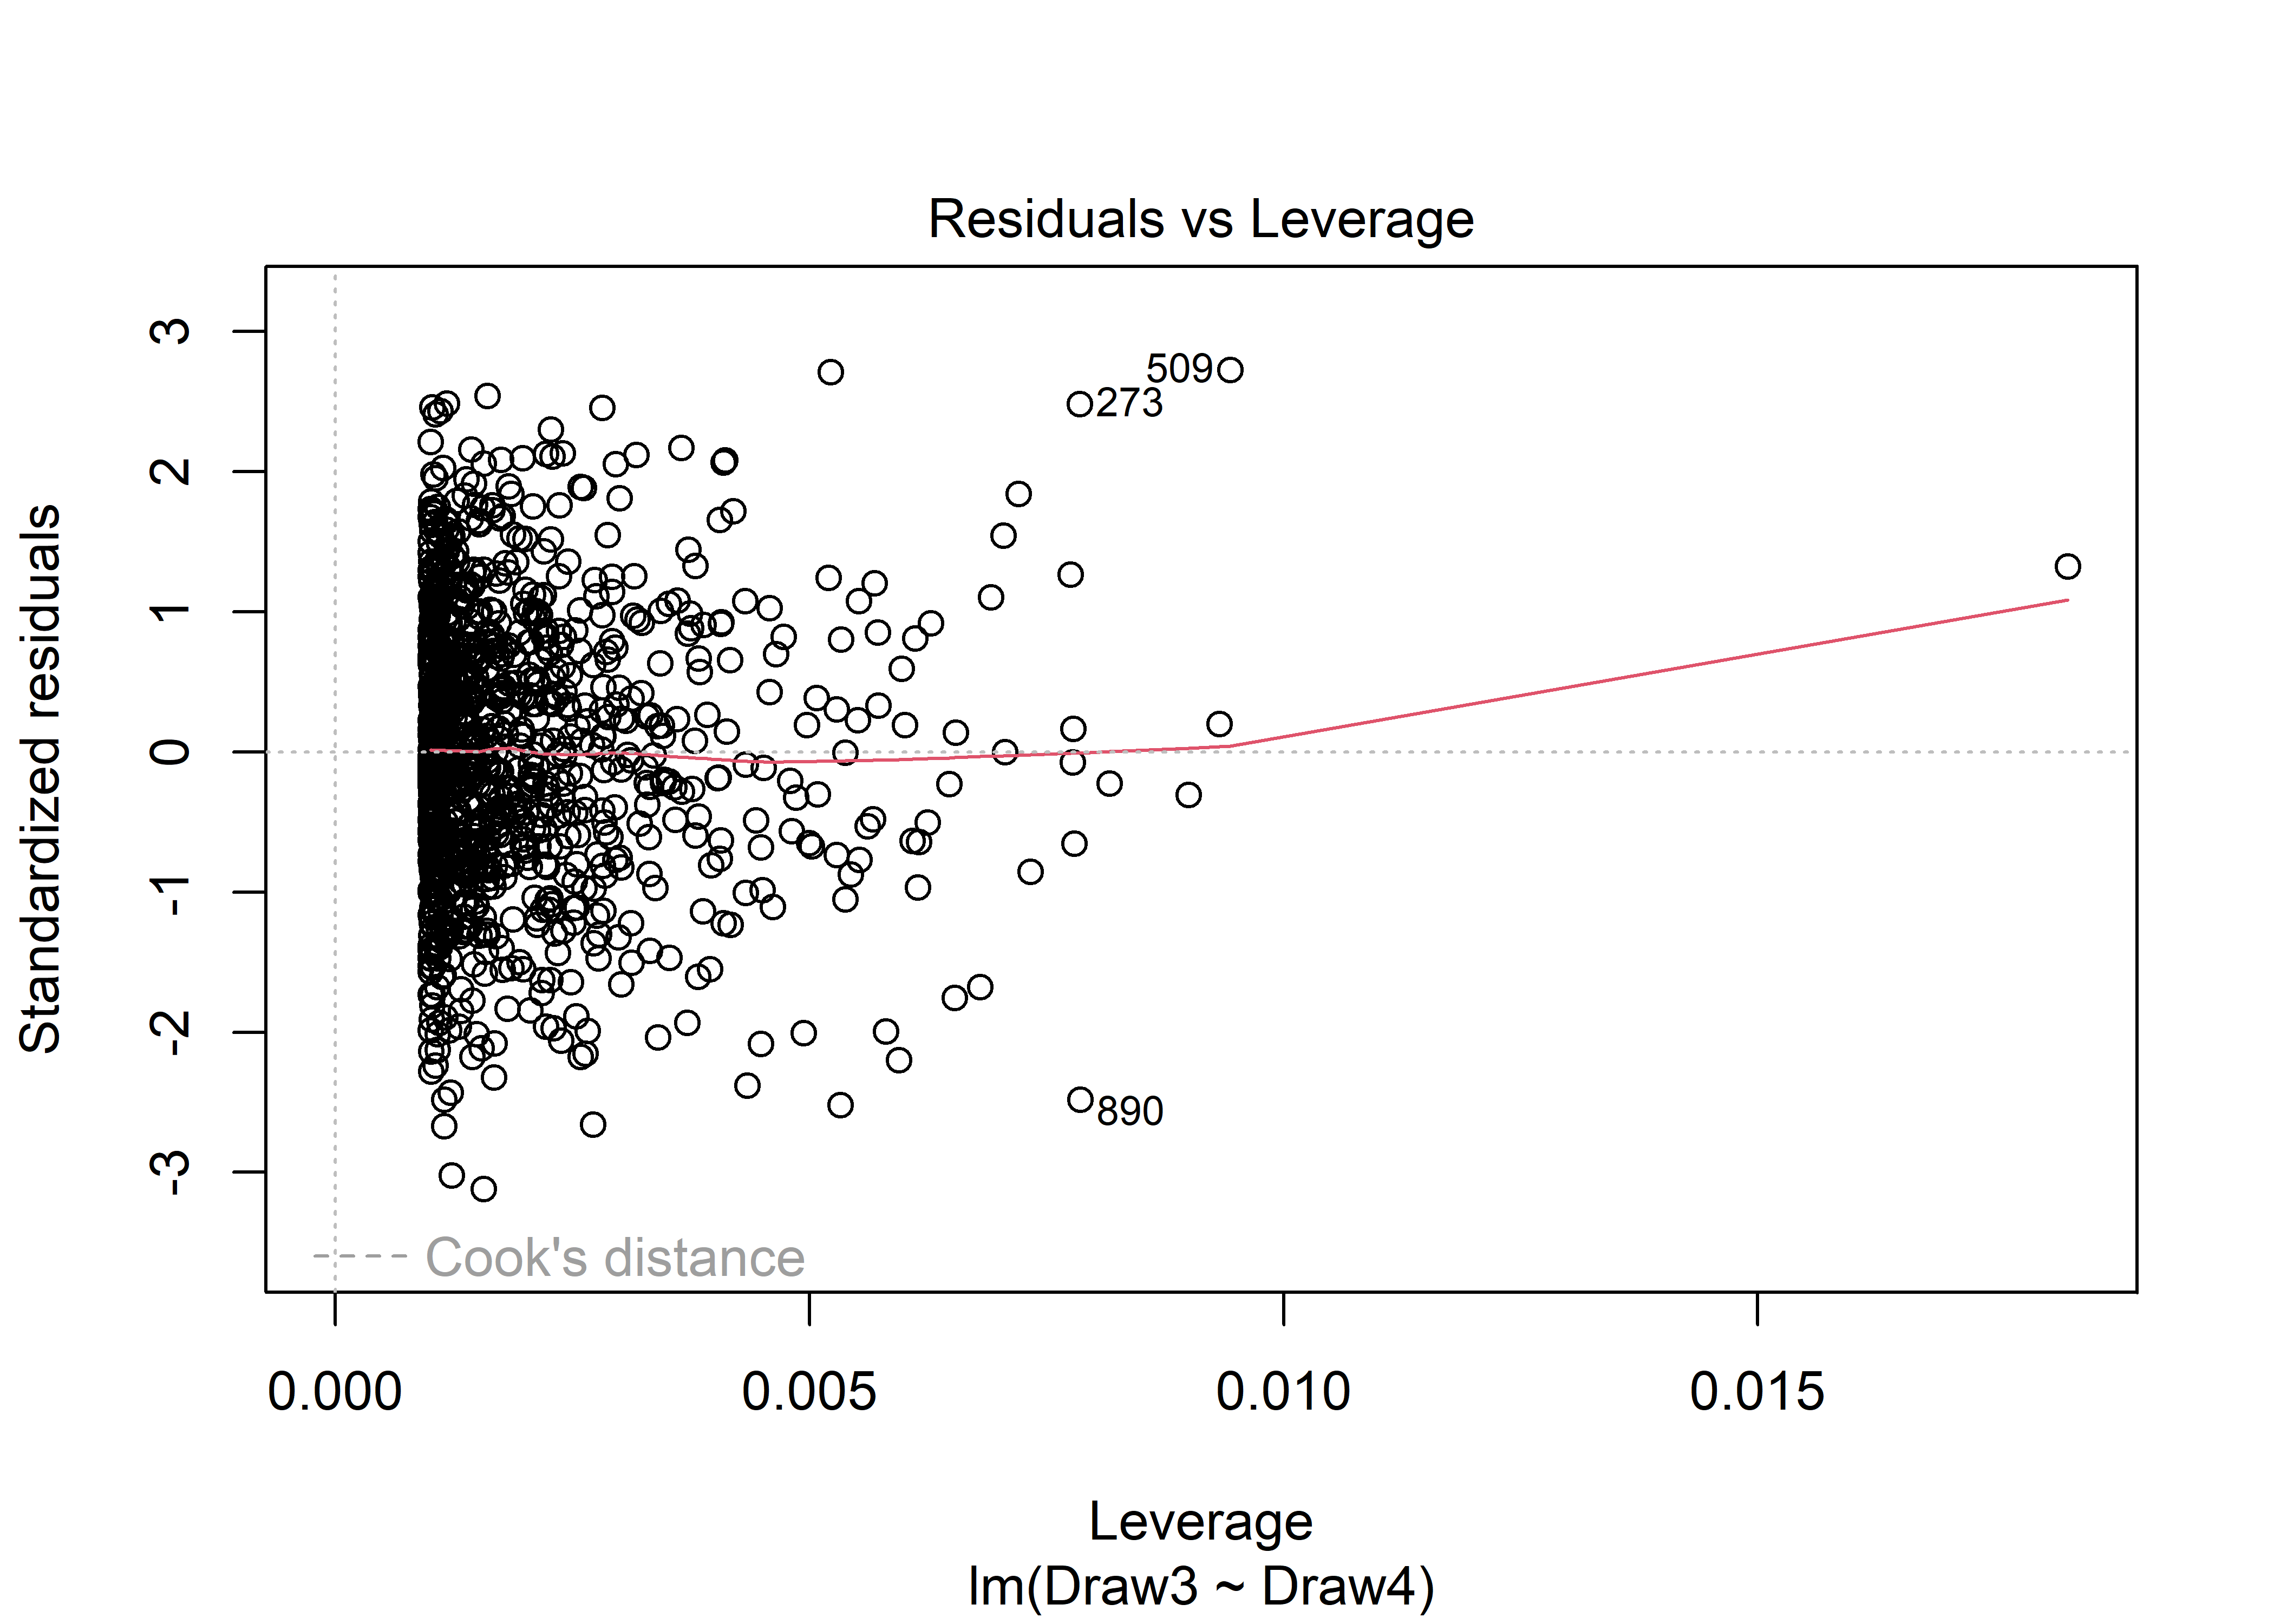 Residuals vs Leverage
Standardized residuals
3
2
1
0
-1
-2
-3
509
273
890
Cook's distance
0.000 0.005 0.010 0.015
Leverage
lm(Draw3 ~ Draw4)